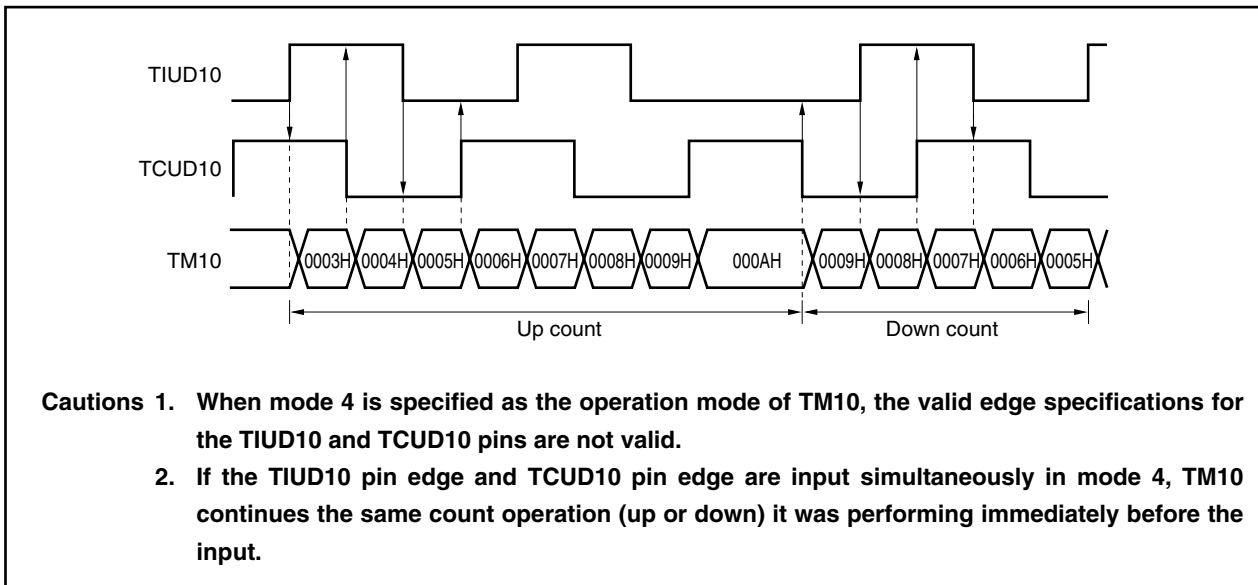 TIUD10
TCUD10
TM10
0003H 0004H 0005H 0006H 0007H 0008H 0009H 000AH 0009H 0008H 0007H 0006H 0005H
Up count Down count
Cautions 1. When mode 4 is specified as the operation mode of TM10, the valid edge specifications for
the TIUD10 and TCUD10 pins are not valid.
2. If the TIUD10 pin edge and TCUD10 pin edge are input simultaneously in mode 4, TM10
continues the same count operation (up or down) it was performing immediately before the
input.